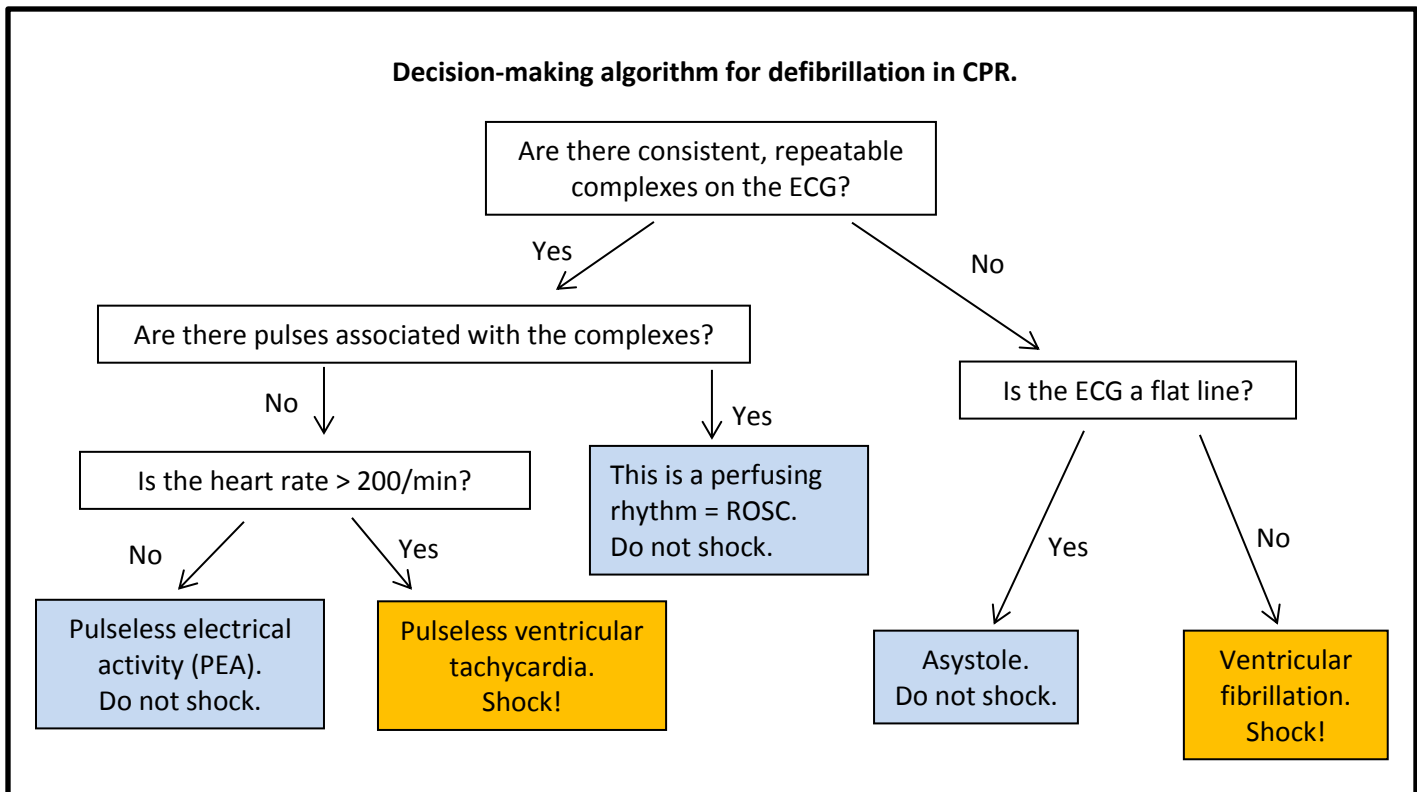 Decision-making algorithm for defibrillation in CPR.
Are there consistent, repeatable
complexes on the ECG?
Yes
No
Are there pulses associated with the complexes?
Is the ECG a flat line?
No
Yes
Is the heart rate > 200/min?
This is a perfusing
rhythm = ROSC.
Do not shock.
No
Yes
Yes
No
Pulseless electrical
activity (PEA).
Do not shock.
Pulseless ventricular
tachycardia.
Shock!
Asystole.
Do not shock.
Ventricular
fibrillation.
Shock!